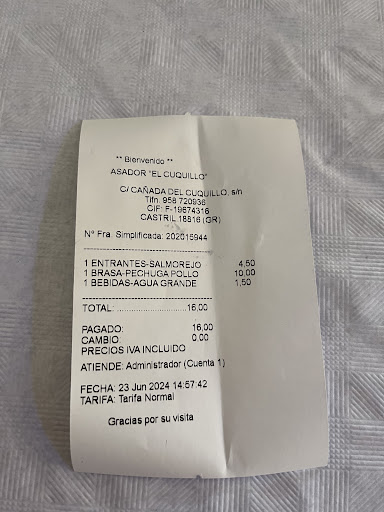 ** Bienvenido **
ASADOR "EL CUQUILLO"
C/ CAÑADA DEL CUQUILLO, s/n
Tlfn. 958 720936
CIF: F-19674316
CASTRIL 18816 (GR)
Nº Fra. Simplificada: 202015944
1 ENTRANTES-SALMOREJO 4,50
1 BRASA-PECHUGA POLLO 10,00
1 BEBIDAS-AGUA GRANDE 1,50
TOTAL: ........................16,00
PAGADO: 16,00
CAMBIO: 0,00
PRECIOS IVA INCLUIDO
ATIENDE: Administrador (Cuenta 1)
FECHA: 23 Jun 2024 14:57:42
TARIFA: Tarifa Normal
Gracias por su visita